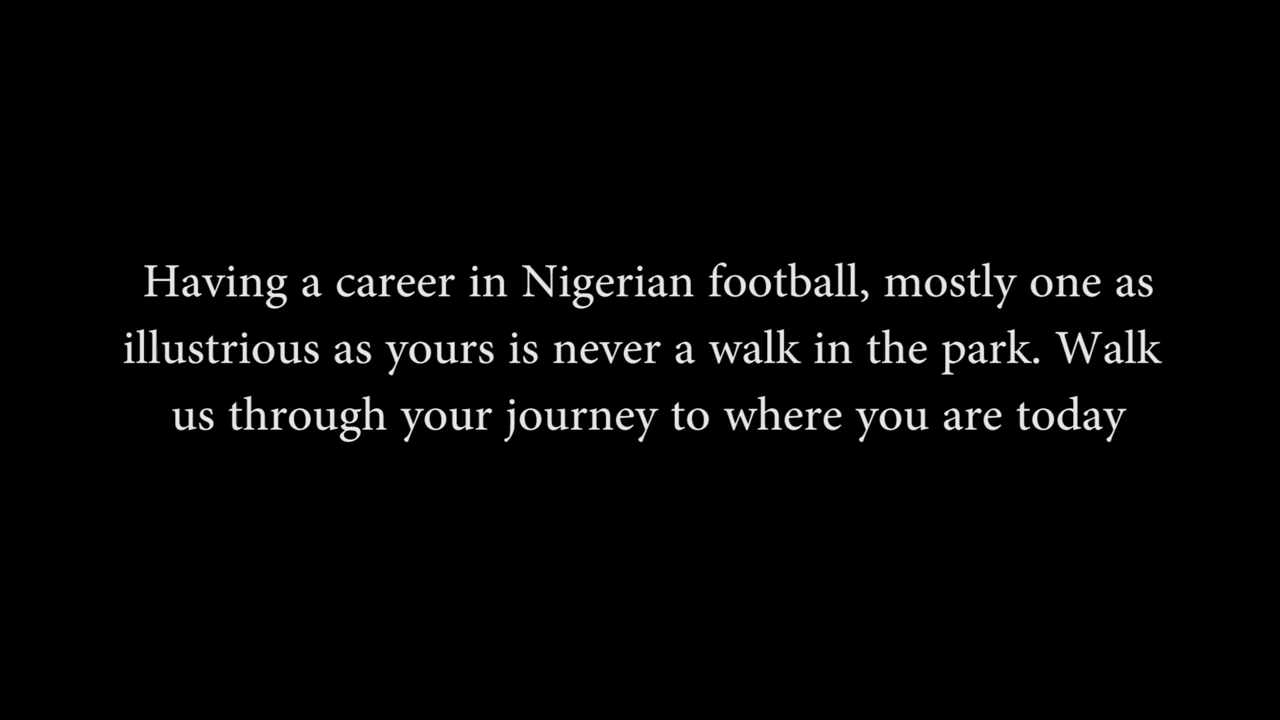 Having a career in Nigerian football, mostly one as
illustrious as yours is never a walk in the park. Walk
us through your journey to where you are today